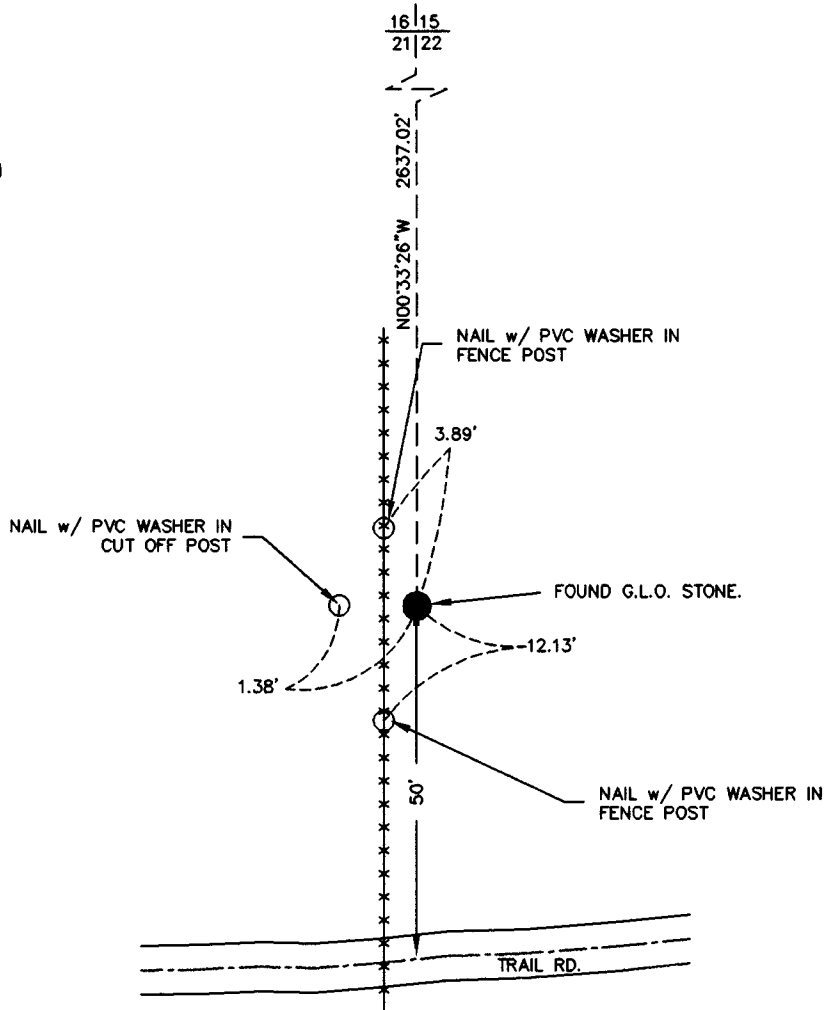 16 15
21 22
N00°33'26"W 2637.02'
NAIL w/ PVC WASHER IN
FENCE POST
3.89'
NAIL w/ PVC WASHER IN
CUT OFF POST
FOUND G.L.O. STONE.
12.13'
1.38'
50'
NAIL w/ PVC WASHER IN
FENCE POST
TRAIL RD.